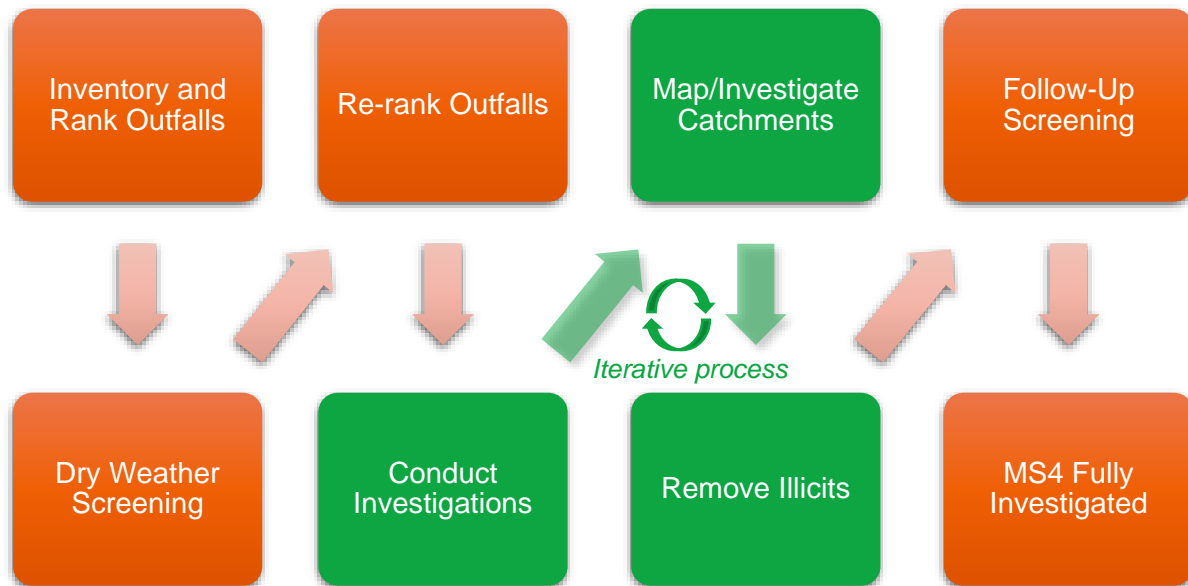 Inventory and
Rank Outfalls
Re-rank Outfalls
Map/Investigate
Catchments
Follow-Up
Screening
Iterative process
Dry Weather
Screening
Conduct
Investigations
Remove Illicits
MS4 Fully
Investigated